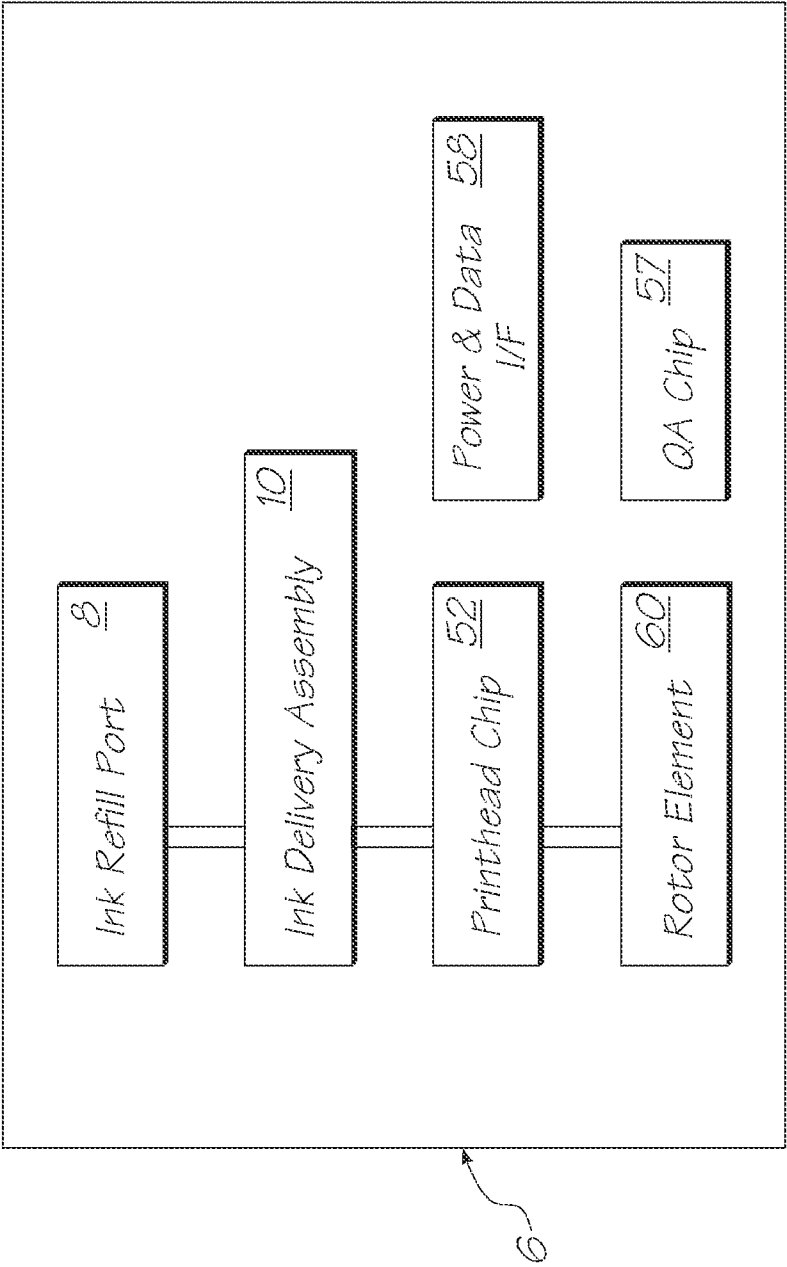 Ink Refill Port 8
Ink Delivery Assembly 10
Printhead Chip 52
Power & Data 58
I/F
Rotor Element 60
QA Chip 57
6